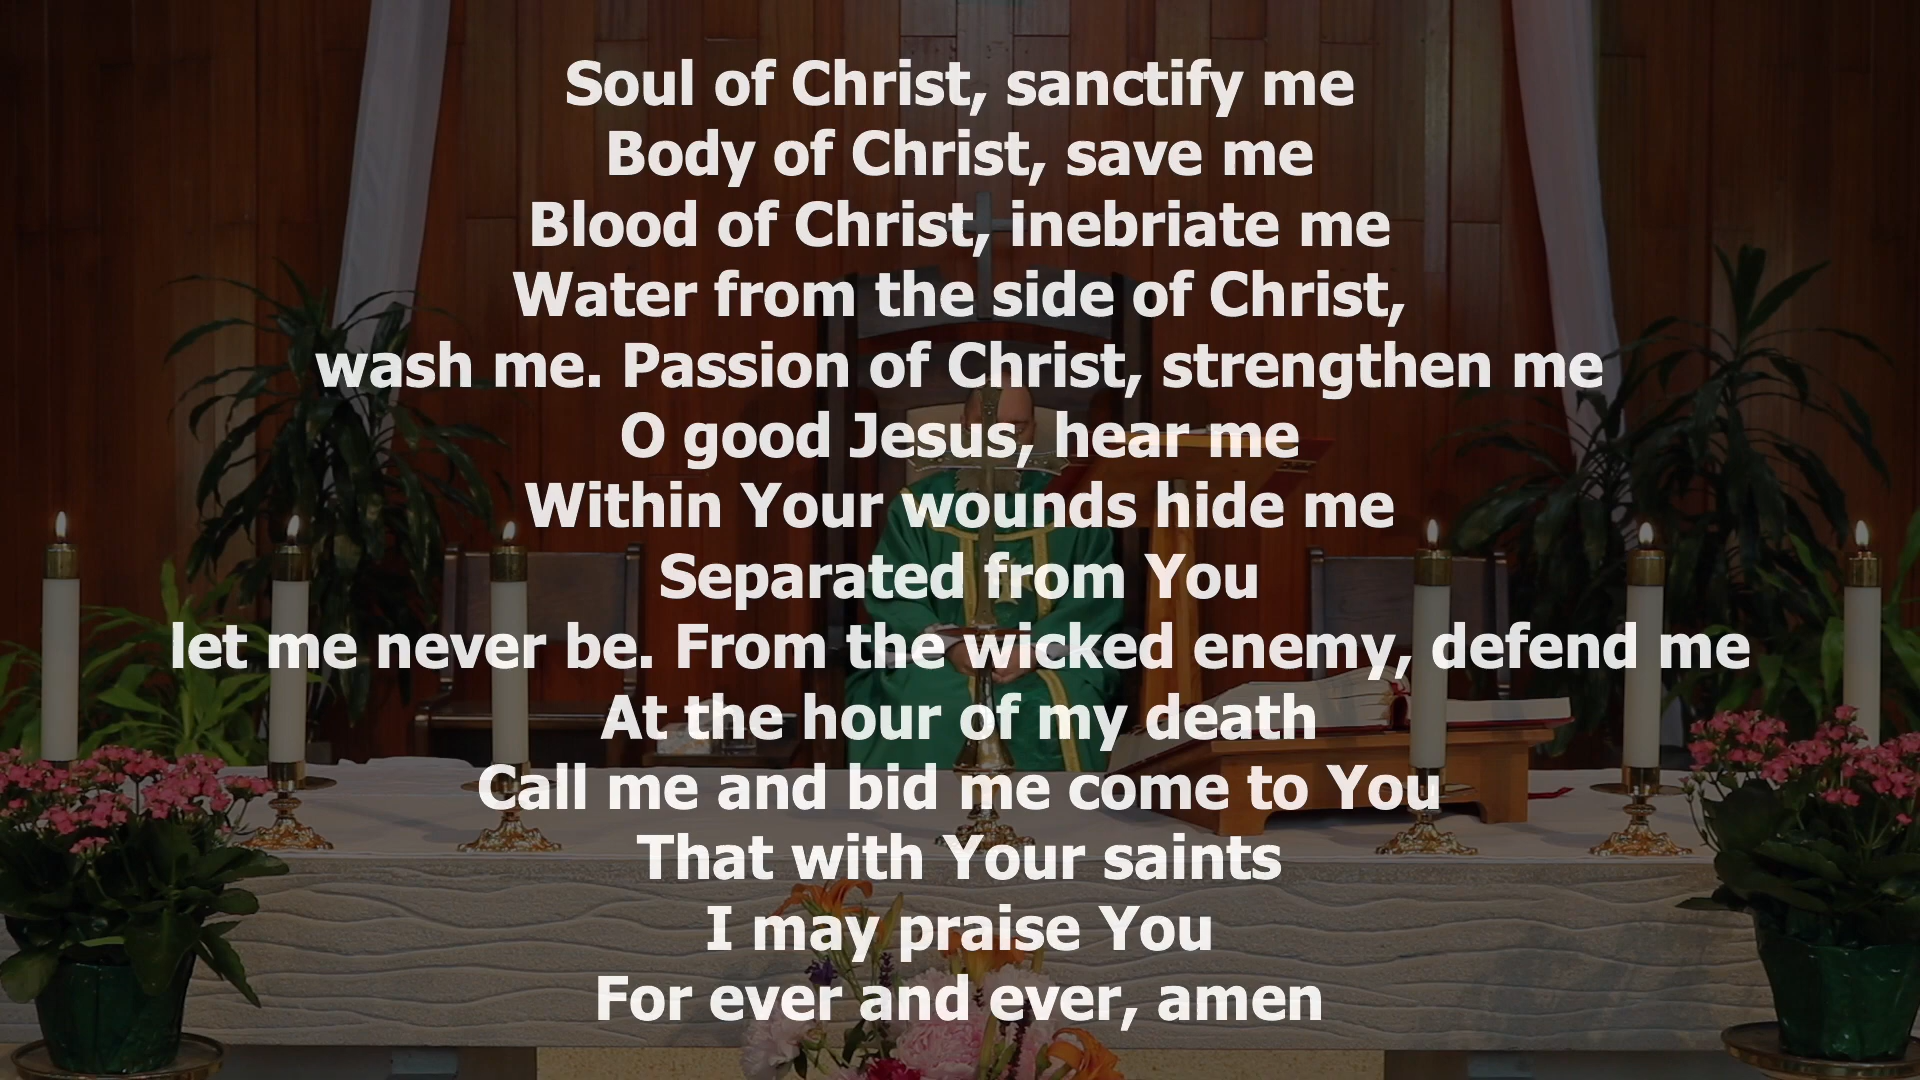 Soul of Christ, sanctify me
Body of Christ, save me
Blood of Christ, inebriate me
Water from the side of Christ,
wash me. Passion of Christ, strengthen me
O good Jesus, hear me
Within Your wounds hide me
Separated from You
let me never be. From the wicked enemy, defend me
At the hour of my death
Call me and bid me come to You
That with Your saints
I may praise You
For ever and ever, amen